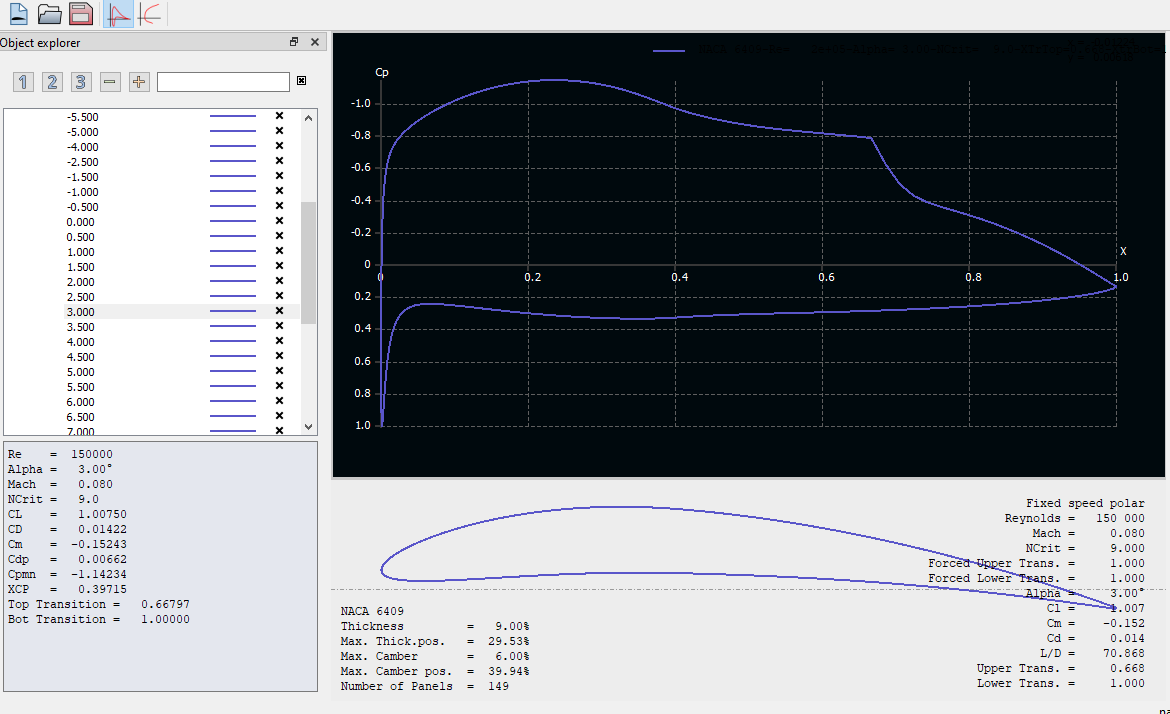 Object explorer
1 2 3
-5.500
-5.000
-4.000
-2.500
-1.500
-1.000
-0.500
0.000
0.500
1.000
1.500
2.000
2.500
3.000
3.500
4.000
4.500
5.000
5.500
6.000
6.500
7.000
Re    =  150000
Alpha =   3.00°
Mach  =   0.080
NCrit =   9.0
CL    =   1.00750
CD    =   0.01422
Cm    =  -0.15243
Cdp   =   0.00662
Cpmn  =  -1.14234
XCP   =   0.39715
Top Transition =   0.66797
Bot Transition =   1.00000
Cp
-1.0
-0.8
-0.6
-0.4
-0.2
0
0.2
0.4
0.6
0.8
1.0
X
0 0.2 0.4 0.6 0.8 1.0
NACA 6409
Thickness         =   9.00%
Max. Thick.pos.   =  29.53%
Max. Camber       =   6.00%
Max. Camber pos.  =  39.94%
Number of Panels  =  149
Fixed speed polar
Reynolds =   150 000
Mach =     0.080
NCrit =     9.000
Forced Upper Trans. =     1.000
Forced Lower Trans. =     1.000
Alpha =     3.00°
Cl =     1.007
Cm =    -0.152
Cd =     0.014
L/D =    70.868
Upper Trans. =     0.668
Lower Trans. =     1.000